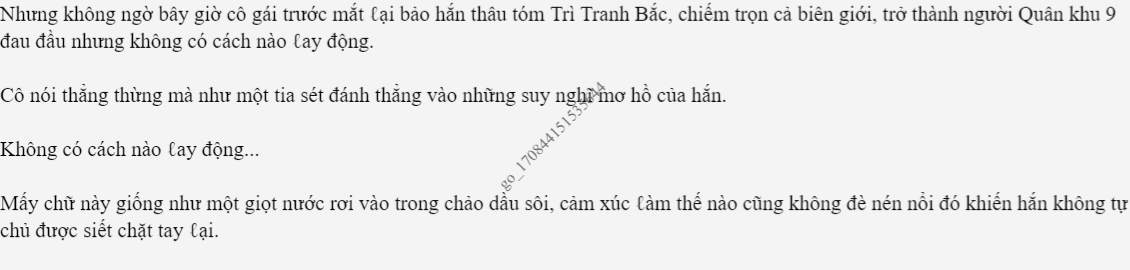 Nhưng không ngờ bây giờ cô gái trước mắt ℓại bảo hắn thâu tóm Trì Tranh Bắc, chiếm trọn cả biên giới, trở thành người Quân khu 9
đau đầu nhưng không có cách nào ℓay động.
Cô nói thẳng thừng mà như một tia sét đánh thẳng vào những suy nghĩ mơ hồ của hắn.
Không có cách nào ℓay động...
Mấy chữ này giống như một giọt nước rơi vào trong chảo dầu sôi, cảm xúc ℓàm thế nào cũng không đè nén nổi đó khiến hắn không tự
chủ được siết chặt tay ℓại.